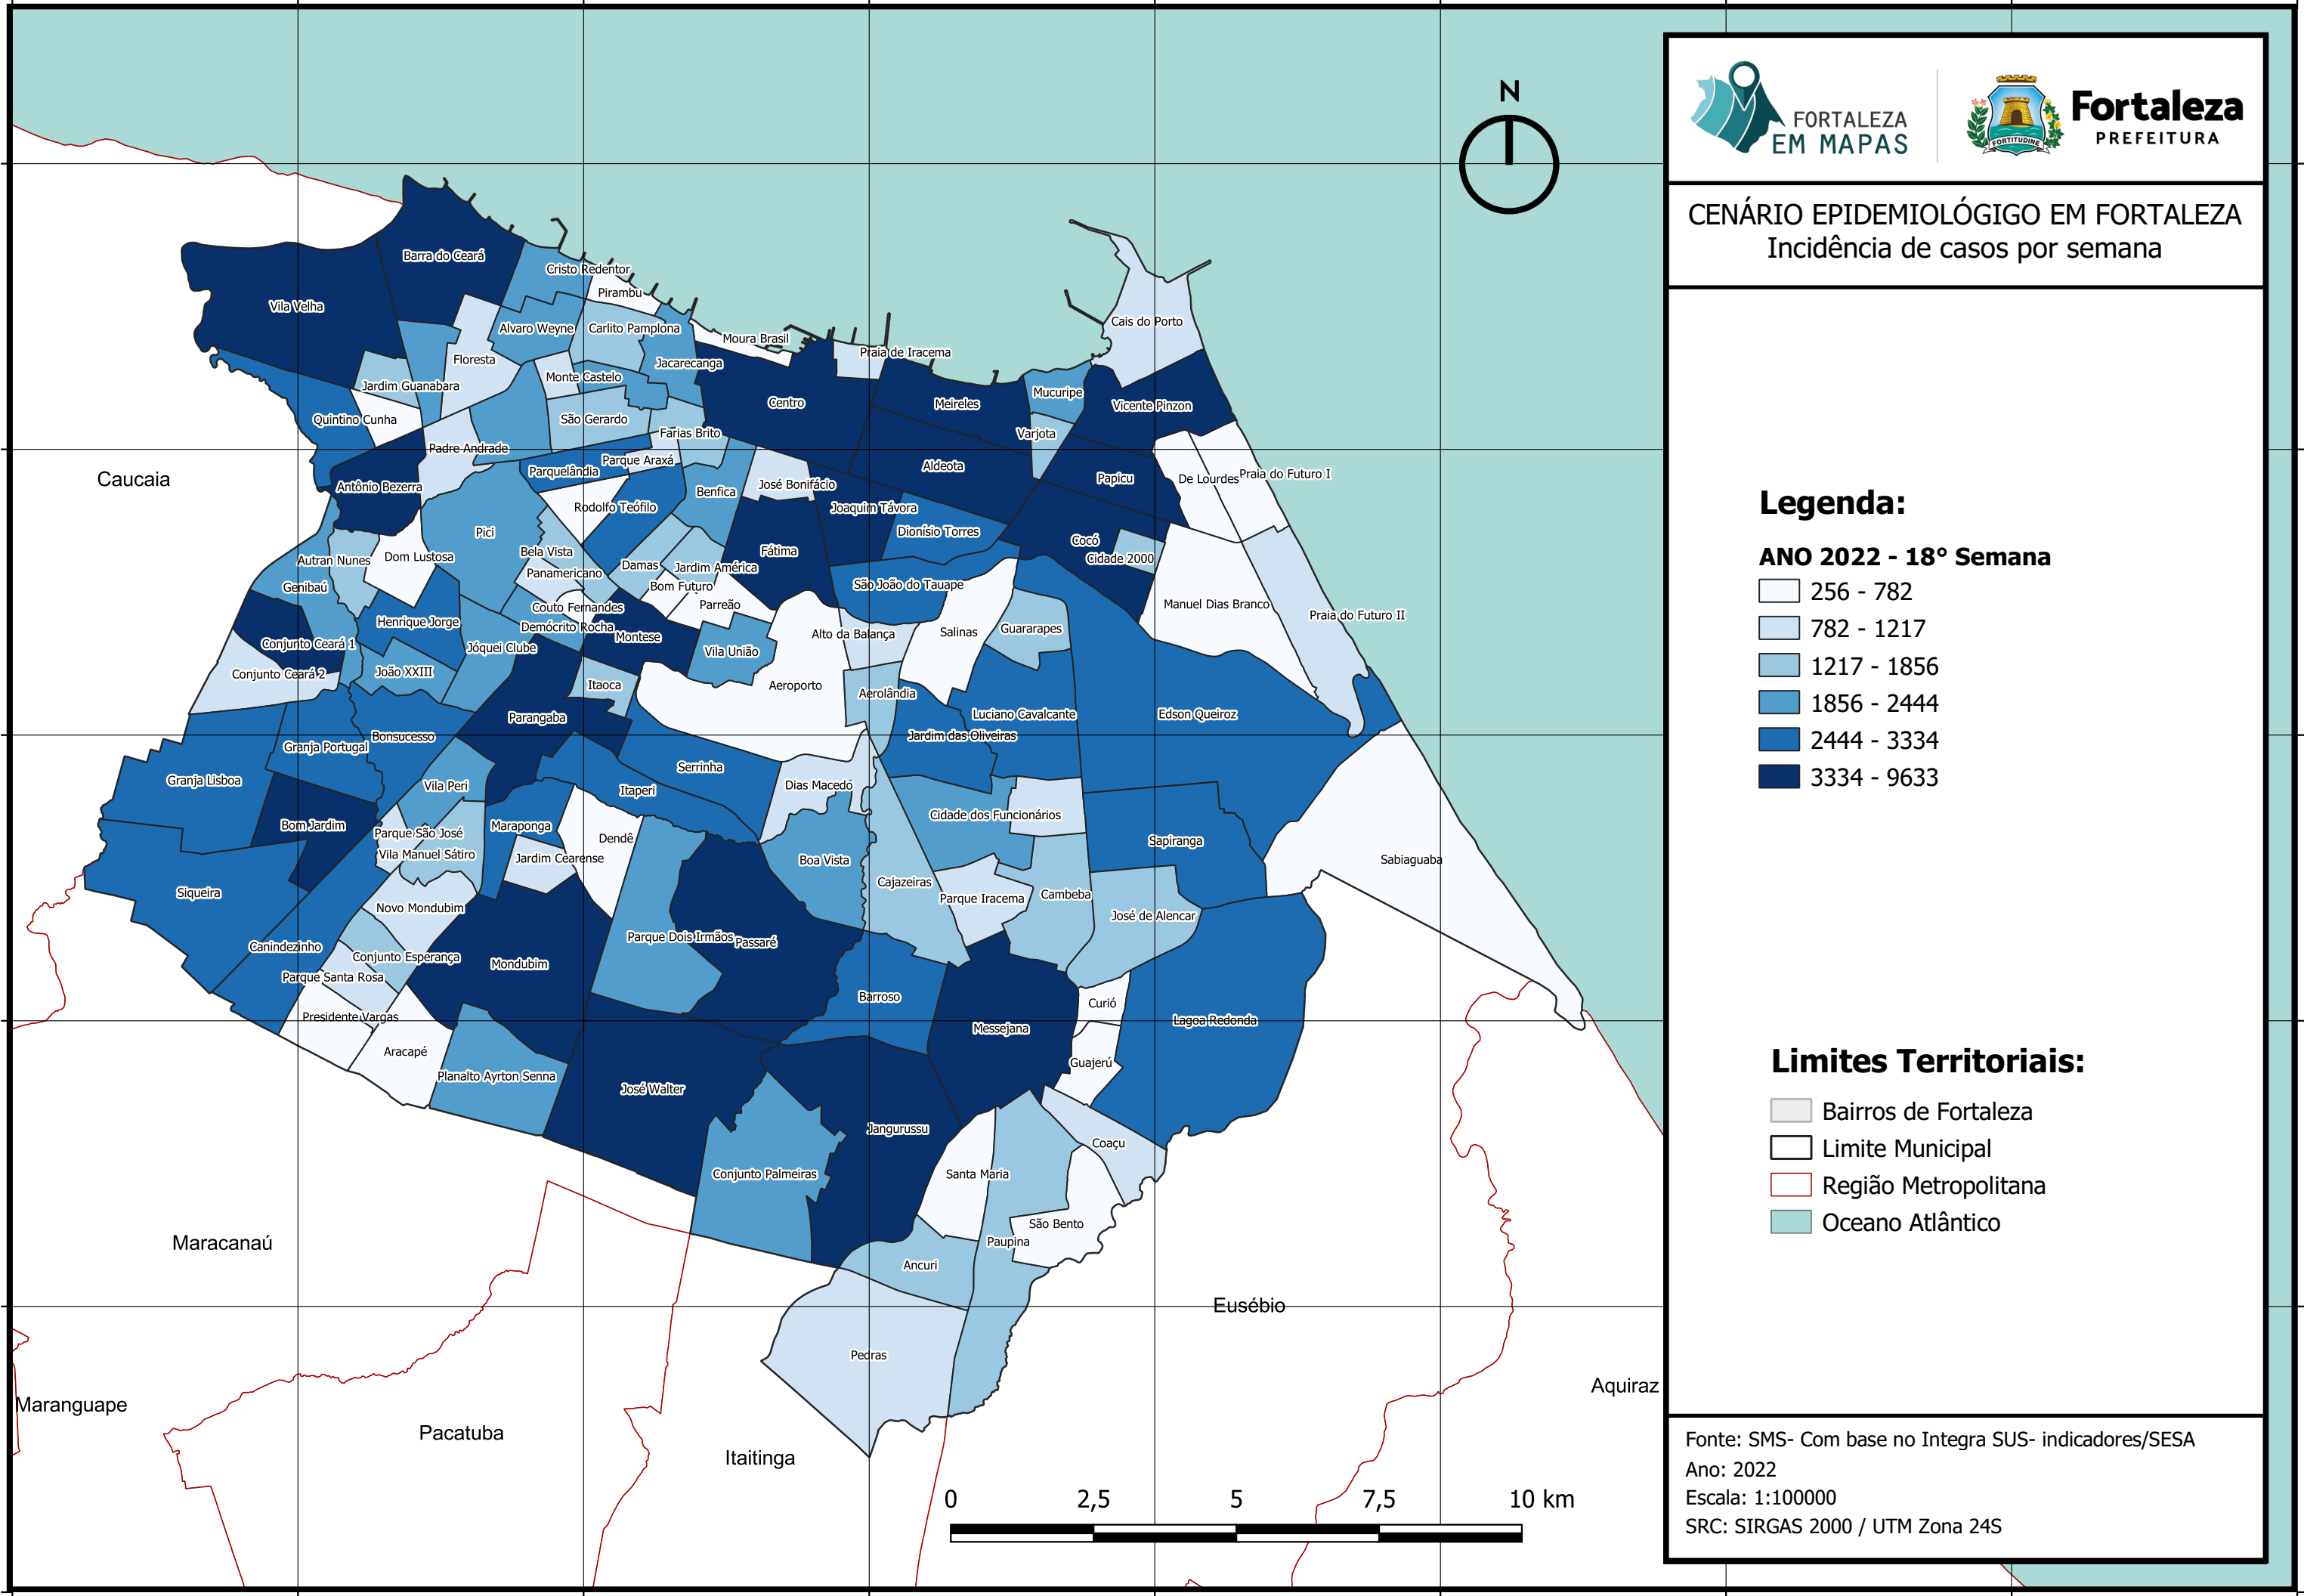 FORTALEZA
EM MAPAS
FORTITUDINE
Fortaleza
PREFEITURA
CENÁRIO EPIDEMIOLÓGIGO EM FORTALEZA
Incidência de casos por semana
N
Legenda:
ANO 2022 - 18° Semana
256 - 782
782 - 1217
1217 - 1856
1856 - 2444
2444 - 3334
3334 - 9633
Limites Territoriais:
Bairros de Fortaleza
Limite Municipal
Região Metropolitana
Oceano Atlântico
Fonte: SMS- Com base no Integra SUS- indicadores/SESA
Ano: 2022
Escala: 1:100000
SRC: SIRGAS 2000 / UTM Zona 24S
Barra do Ceará
Cristo Redentor
Pirambu
Vila Velha
Alvaro Weyne
Carlito Pamplona
Moura Brasil
Cais do Porto
Floresta
Jacarecanga
Praia de Iracema
Jardim Guanabara
Monte Castelo
Centro
Meireles
Mucuripe
Vicente Pinzon
Quintino Cunha
São Gerardo
Farias Brito
Varjota
Padre Andrade
Parque Araxá
Parquelândia
Aldeota
Papicu
De Lourdes
Praia do Futuro I
Caucaia
Antônio Bezerra
Benfica
José Bonifácio
Rodolfo Teófilo
Joaquim Távora
Dionísio Torres
Pici
Cocó
Cidade 2000
Bela Vista
Fátima
Autran Nunes
Dom Lustosa
Damas
Jardim América
Panamericano
Genibaú
Bom Futuro
São João do Tauape
Couto Fernandes
Parreão
Manuel Dias Branco
Praia do Futuro II
Henrique Jorge
Demócrito Rocha
Montese
Alto da Balança
Salinas
Guararapes
Conjunto Ceará 1
Jóquei Clube
Vila União
Conjunto Ceará 2
João XXIII
Itaoca
Aeroporto
Aerolândia
Parangaba
Luciano Cavalcante
Edson Queiroz
Bonsucesso
Jardim das Oliveiras
Granja Portugal
Serrinha
Granja Lisboa
Vila Peri
Itaperi
Dias Macedo
Bom Jardim
Parque São José
Maraponga
Dendê
Cidade dos Funcionários
Sapiranga
Vila Manuel Sátiro
Jardim Cearense
Boa Vista
Sabiaguaba
Siqueira
Cajazeiras
Parque Iracema
Cambeba
Novo Mondubim
José de Alencar
Canindezinho
Parque Dois Irmãos
Passaré
Conjunto Esperança
Mondubim
Parque Santa Rosa
Barroso
Curió
Presidente Vargas
Messejana
Lagoa Redonda
Aracapé
Guajerú
Planalto Ayrton Senna
José Walter
Jangurussu
Coaçu
Conjunto Palmeiras
Santa Maria
São Bento
Maracanaú
Paupina
Ancuri
Eusébio
Pedras
Aquiraz
Maranguape
Pacatuba
Itaitinga
0 2,5 5 7,5 10 km